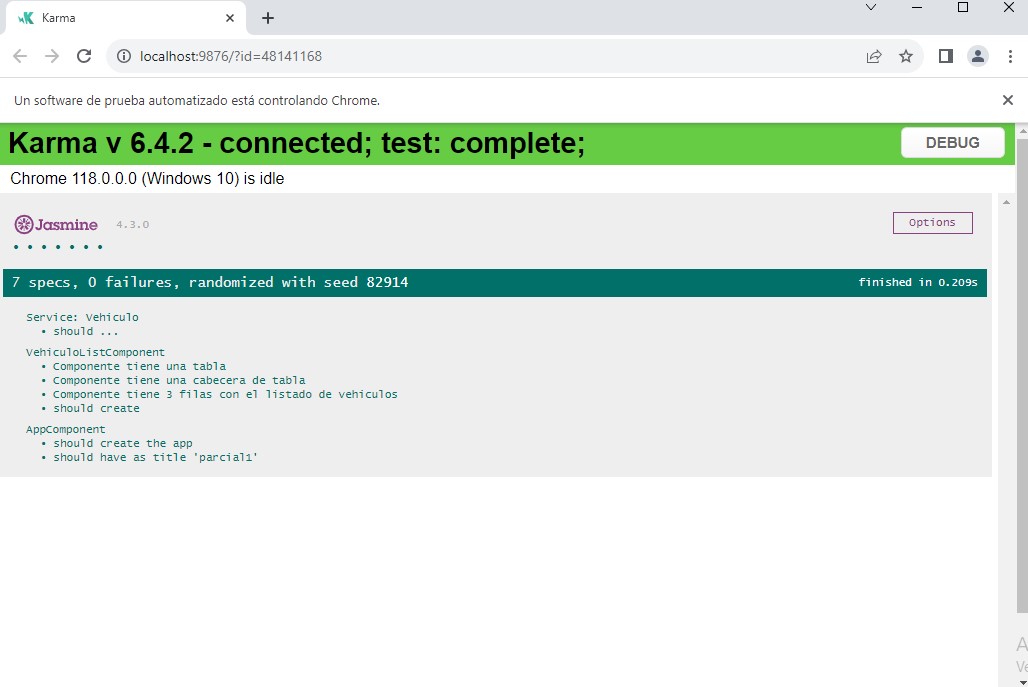 Karma
localhost:9876/?id=48141168
Un software de prueba automatizado está controlando Chrome.
Karma v 6.4.2 - connected; test: complete;
DEBUG
Chrome 118.0.0.0 (Windows 10) is idle
Jasmine 4.3.0
Options
• • • • • • •
7 specs, 0 failures, randomized with seed 82914
finished in 0.209s
Service: Vehiculo
• should ...
VehiculoListComponent
• Componente tiene una tabla
• Componente tiene una cabecera de tabla
• Componente tiene 3 filas con el listado de vehiculos
• should create
AppComponent
• should create the app
• should have as title 'parcial1'